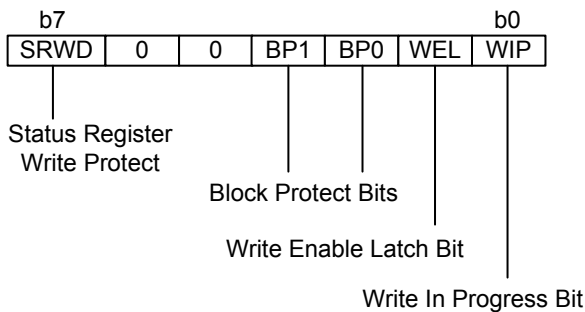 b7 b0
SRWD 0 0 BP1 BP0 WEL WIP
Status Register
Write Protect
Block Protect Bits
Write Enable Latch Bit
Write In Progress Bit